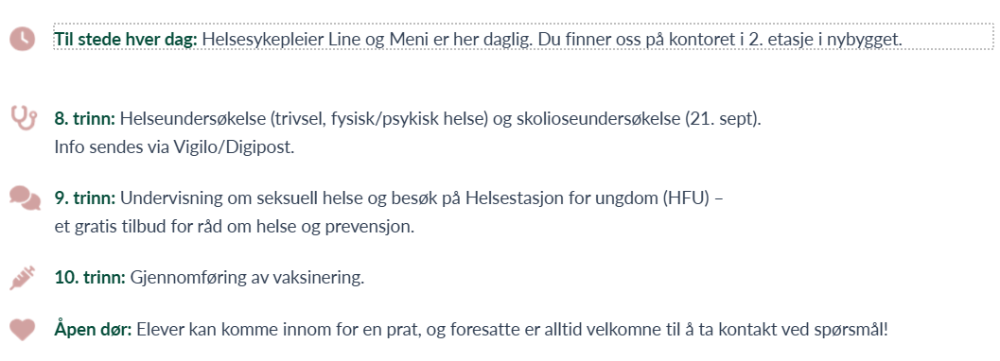 Til stede hver dag: Helsesykepleier Line og Meni er her daglig. Du finner oss på kontoret i 2. etasje i nybygget.
8. trinn: Helseundersøkelse (trivsel, fysisk/psykisk helse) og skolioseundersøkelse (21. sept).
Info sendes via Vigilo/Digipost.
9. trinn: Undervisning om seksuell helse og besøk på Helsestasjon for ungdom (HFU) –
et gratis tilbud for råd om helse og prevensjon.
10. trinn: Gjennomføring av vaksinering.
Åpen dør: Elever kan komme innom for en prat, og foresatte er alltid velkomne til å ta kontakt ved spørsmål!